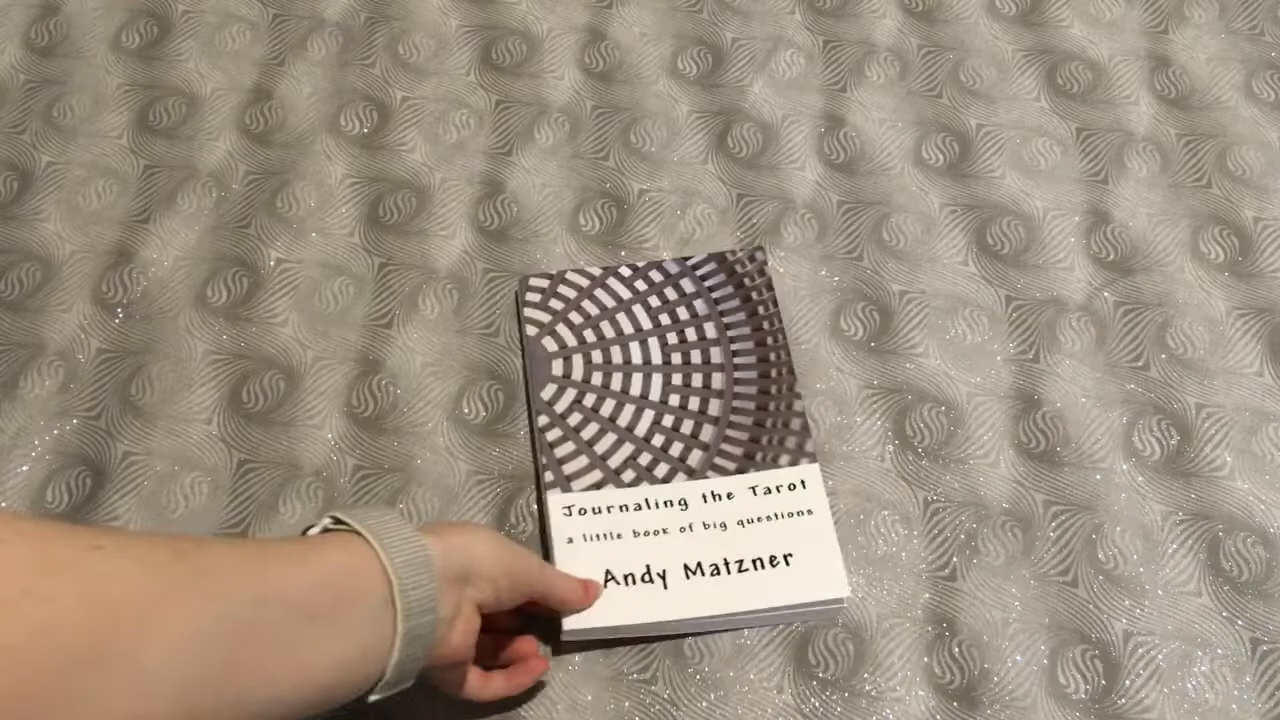 Journaling the Tarot
a little book of big questions
Andy Matzner